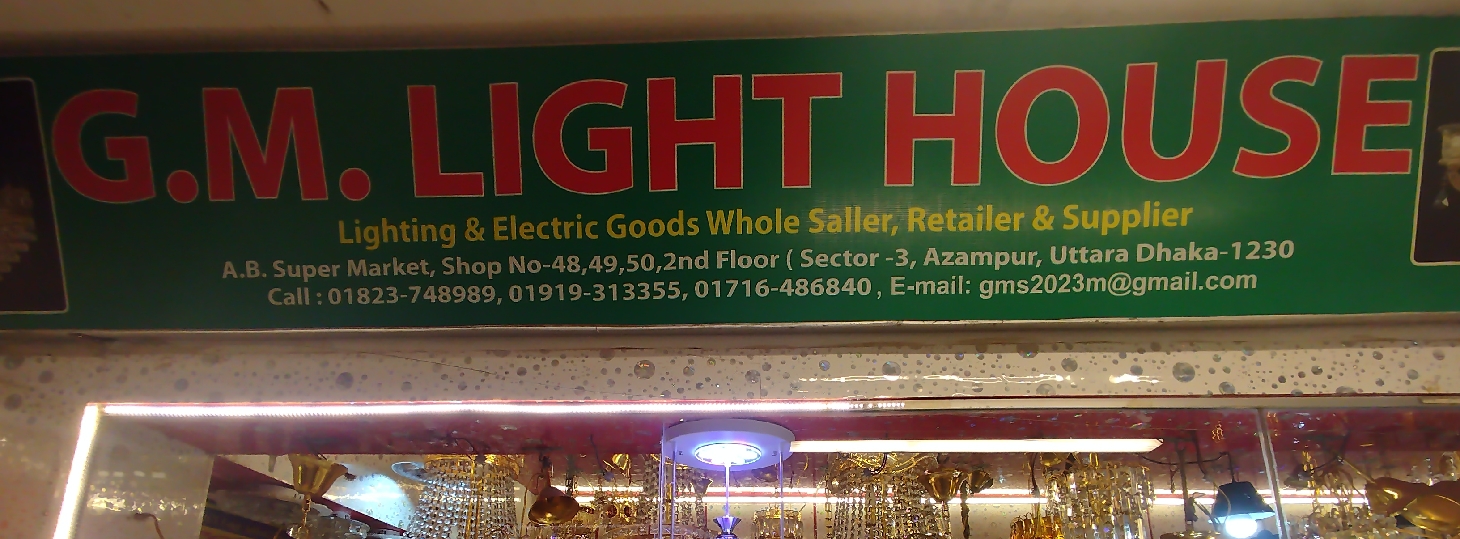 G.M. LIGHT HOUSE
Lighting & Electric Goods Whole Saller, Retailer & Supplier
A.B. Super Market, Shop No-48,49,50,2nd Floor ( Sector -3, Azampur, Uttara Dhaka-1230
Call : 01823-748989, 01919-313355, 01716-486840 , E-mail: gms2023m@gmail.com